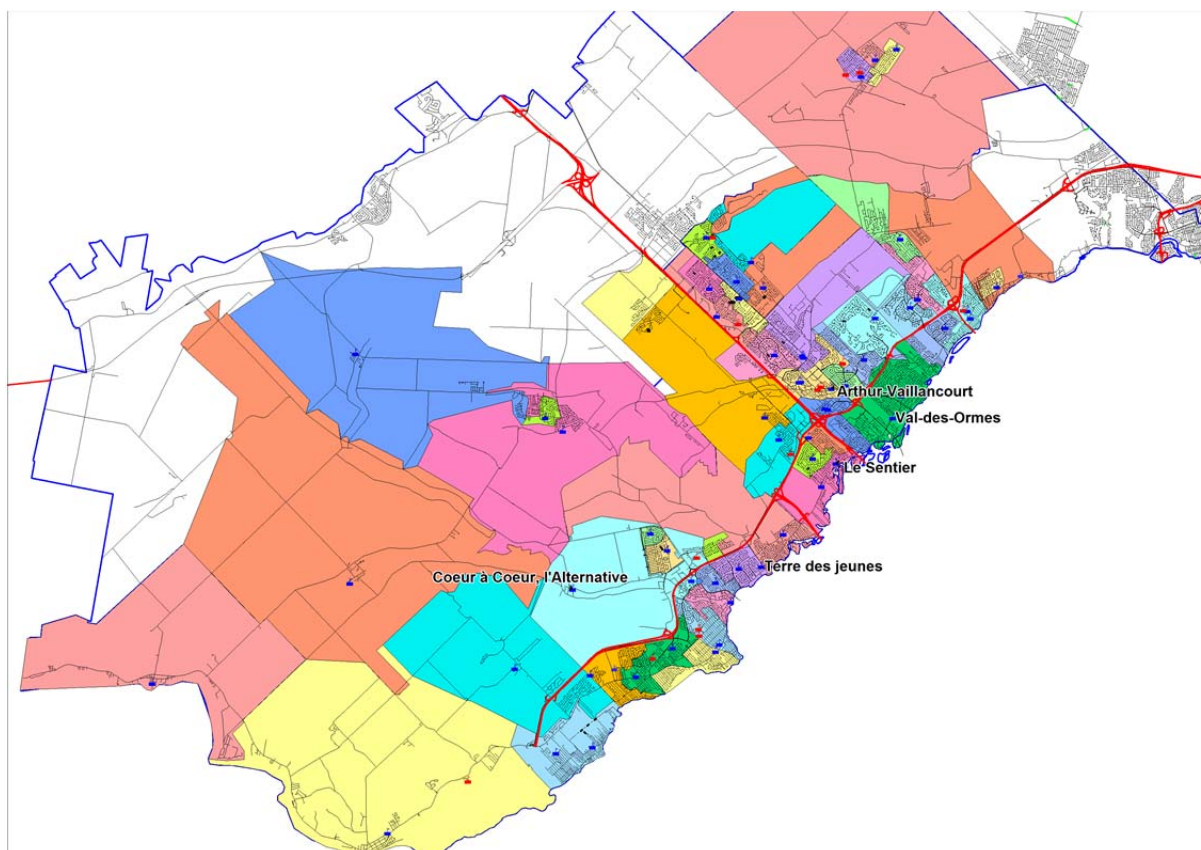 Arthur-Vaillancourt
Val-des-Ormes
Le Sentier
Terre des jeunes
Coeur à Coeur, l'Alternative